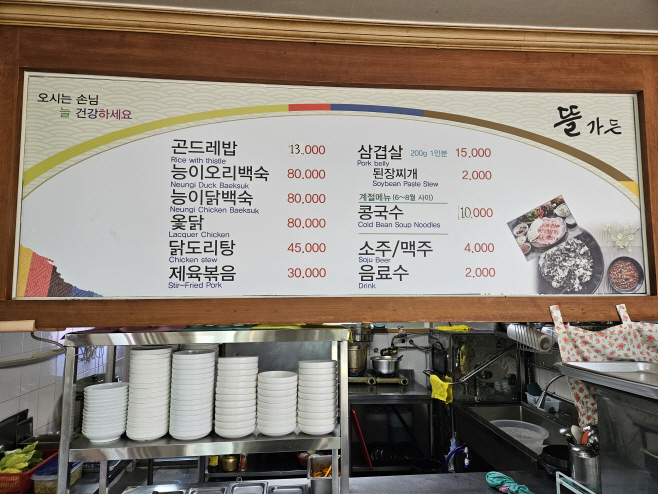 오시는 손님
늘 건강하세요
뜰 가든
곤드레밥 13,000
Rice with thistle
능이오리백숙 80,000
Neungi Duck Baeksuk
능이닭백숙 80,000
Neungi Chicken Baeksuk
옻닭 80,000
Lacquer Chicken
닭도리탕 45,000
Chicken stew
제육볶음 30,000
Stir-Fried Pork
삼겹살 200g 1인분 15,000
Pork belly
된장찌개 2,000
Soybean Paste Stew
계절메뉴 (6~8월 사이)
콩국수 10,000
Cold Bean Soup Noodles
소주/맥주 4,000
Soju Beer
음료수 2,000
Drink